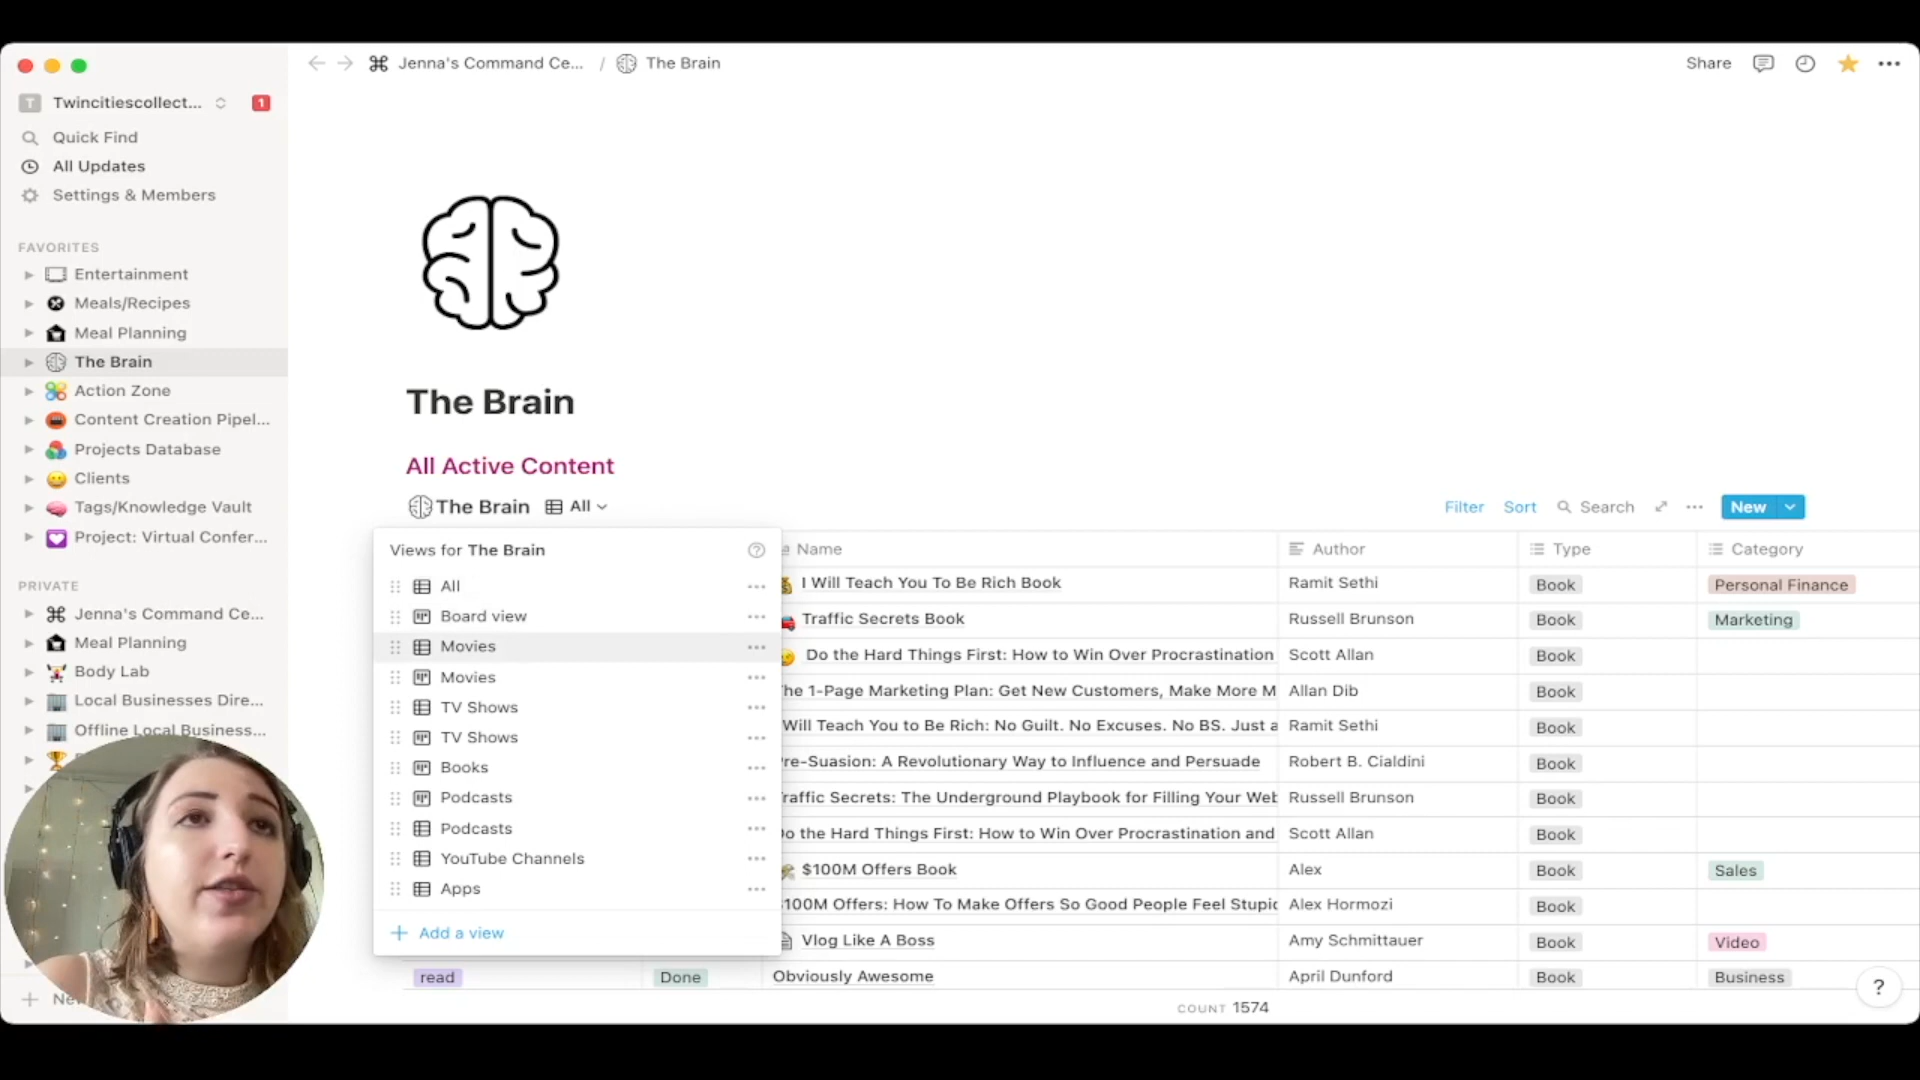 Jenna's Command Ce... / The Brain
Share
T Twincitiescollect... 1
Quick Find
All Updates
Settings & Members
FAVORITES
Entertainment
Meals/Recipes
Meal Planning
The Brain
Action Zone
Content Creation Pipel...
Projects Database
Clients
Tags/Knowledge Vault
Project: Virtual Confer...
PRIVATE
Jenna's Command Ce...
Meal Planning
Body Lab
Local Businesses Dire...
Offline Local Business...
The Brain
All Active Content
The Brain All
Filter Sort Search New
Views for The Brain
All
Board view
Movies
Movies
TV Shows
TV Shows
Books
Podcasts
Podcasts
YouTube Channels
Apps
Add a view
Name Author Type Category
I Will Teach You To Be Rich Book Ramit Sethi Book Personal Finance
Traffic Secrets Book Russell Brunson Book Marketing
Do the Hard Things First: How to Win Over Procrastination Scott Allan Book
1-Page Marketing Plan: Get New Customers, Make More M Allan Dib Book
Will Teach You to Be Rich: No Guilt. No Excuses. No BS. Just a Ramit Sethi Book
re-Suasion: A Revolutionary Way to Influence and Persuade Robert B. Cialdini Book
raffic Secrets: The Underground Playbook for Filling Your Web Russell Brunson Book
the Hard Things First: How to Win Over Procrastination and Scott Allan Book
$100M Offers Book Alex Book Sales
100M Offers: How To Make Offers So Good People Feel Stupid Alex Hormozi Book
Vlog Like A Boss Amy Schmittauer Book Video
read Done Obviously Awesome April Dunford Book Business
COUNT 1574
?